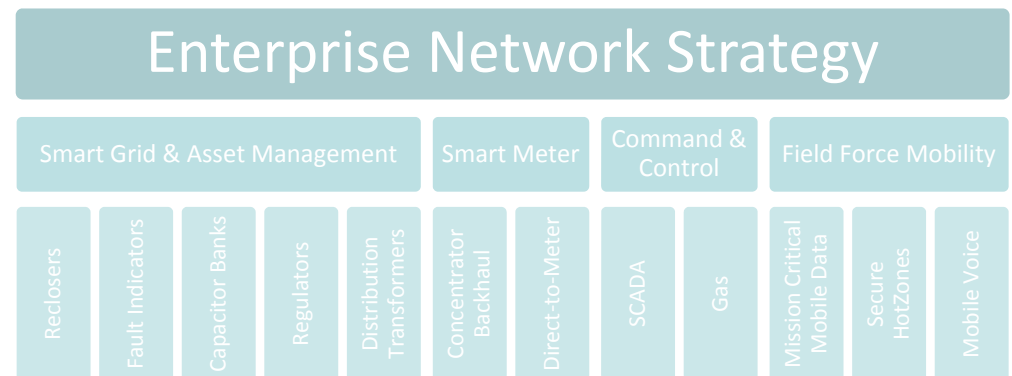 Enterprise Network Strategy
Smart Grid & Asset Management
Smart Meter
Command &
Control
Field Force Mobility
Reclosers
Fault Indicators
Capacitor Banks
Regulators
Distribution
Transformers
Concentrator
Backhaul
Direct-to-Meter
SCADA
Gas
Mission Critical
Mobile Data
Secure
HotZones
Mobile Voice